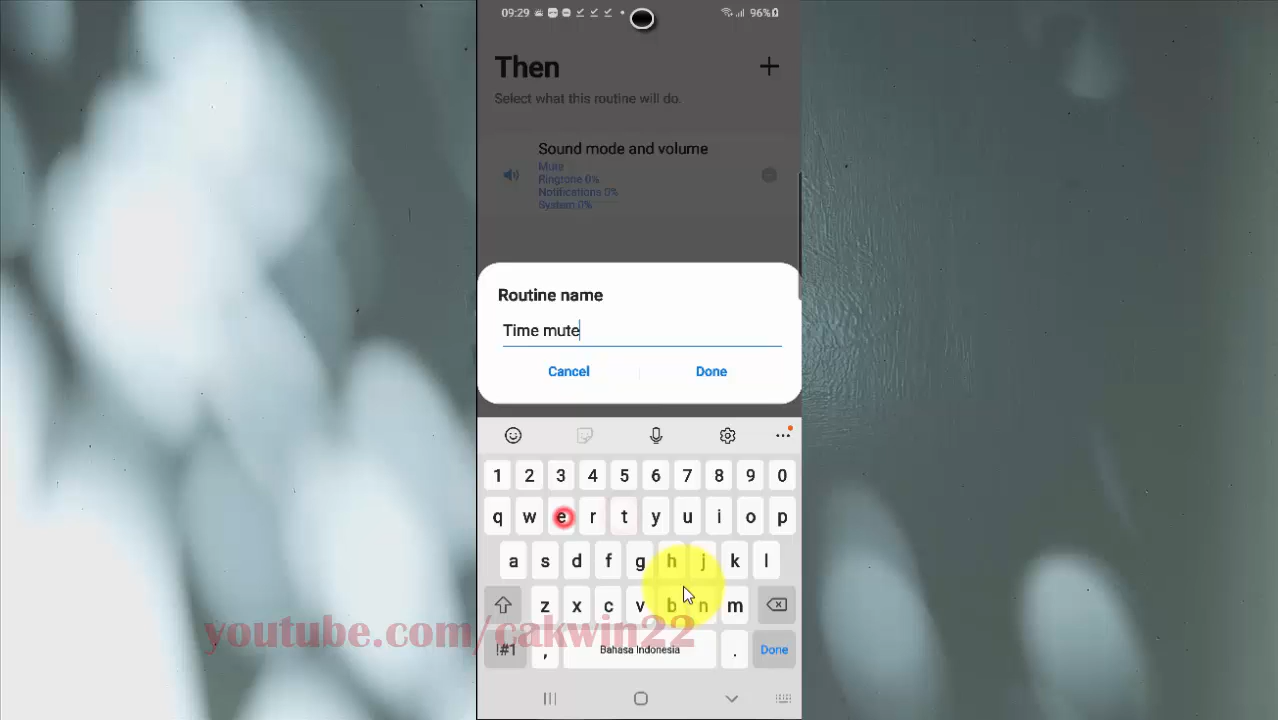 09:29 96%
Then +
Select what this routine will do.
Sound mode and volume
Mute
Ringtone 0%
Notifications 0%
System 0%
Routine name
Time mute
Cancel Done
1 2 3 4 5 6 7 8 9 0
q w e r t y u i o p
a s d f g h j k l
z x c v b n m
youtube.com/cakwin22
!#1 , Bahasa Indonesia . Done